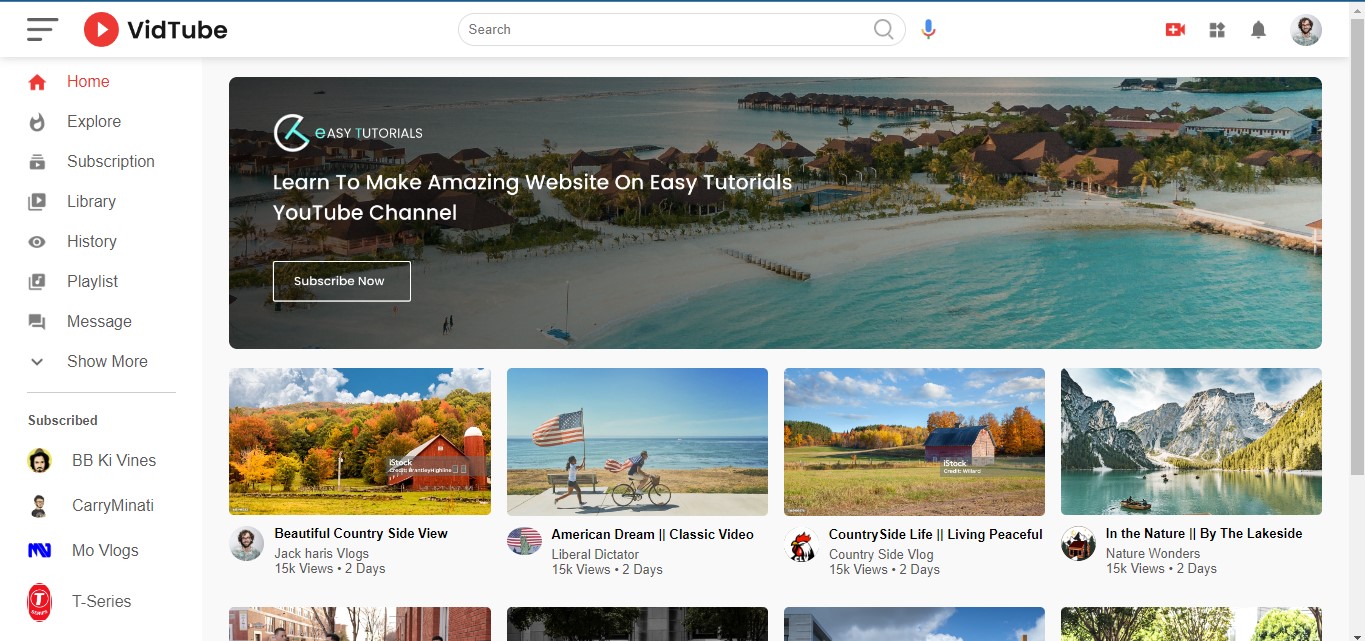 VidTube
Search
Home
Explore
Subscription
Library
History
Playlist
Message
Show More
Subscribed
BB Ki Vines
CarryMinati
Mo Vlogs
T-Series
eASY TUTORIALS
Learn To Make Amazing Website On Easy Tutorials
YouTube Channel
Subscribe Now
iStock
Credit: BrantleyHighline
Beautiful Country Side View
Jack haris Vlogs
15k Views • 2 Days
American Dream || Classic Video
Liberal Dictator
15k Views • 2 Days
iStock
Credit: Willard
CountrySide Life || Living Peaceful
Country Side Vlog
15k Views • 2 Days
In the Nature || By The Lakeside
Nature Wonders
15k Views • 2 Days